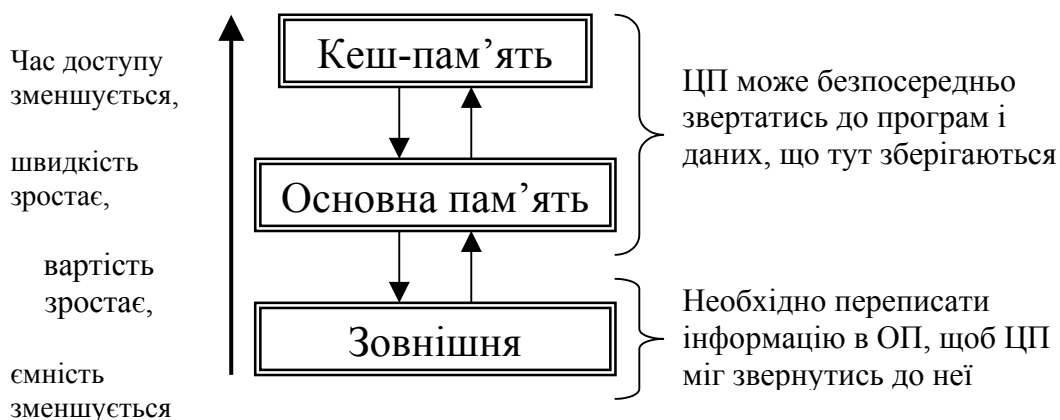 Час доступу
зменшується,
швидкість
зростає,
вартість
зростає,
ємність
зменшується
Кеш-пам’ять
Основна пам’ять
Зовнішня
ЦП може безпосередньо
звертатись до програм і
даних, що тут зберігаються
Необхідно переписати
інформацію в ОП, щоб ЦП
міг звернутись до неї